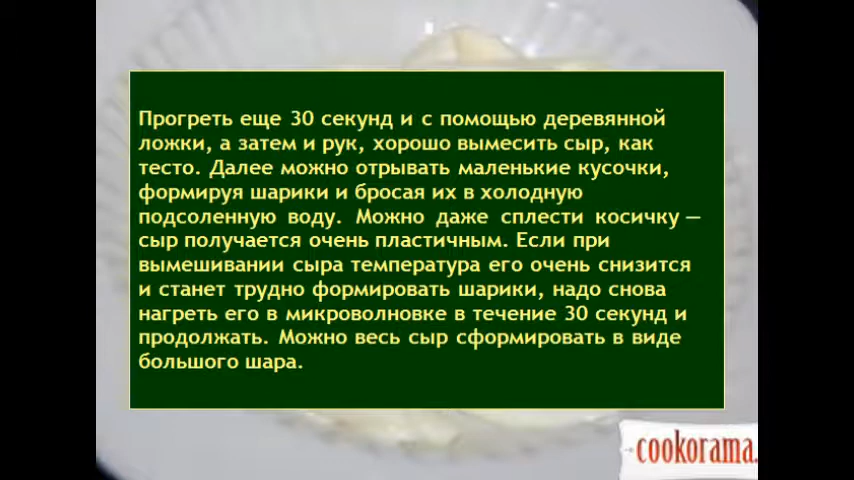 Прогреть еще 30 секунд и с помощью деревянной
ложки, а затем и рук, хорошо вымесить сыр, как
тесто. Далее можно отрывать маленькие кусочки,
формируя шарики и бросая их в холодную
подсоленную воду. Можно даже сплести косичку —
сыр получается очень пластичным. Если при
вымешивании сыра температура его очень снизится
и станет трудно формировать шарики, надо снова
нагреть его в микроволновке в течение 30 секунд и
продолжать. Можно весь сыр сформировать в виде
большого шара.
cookorama.